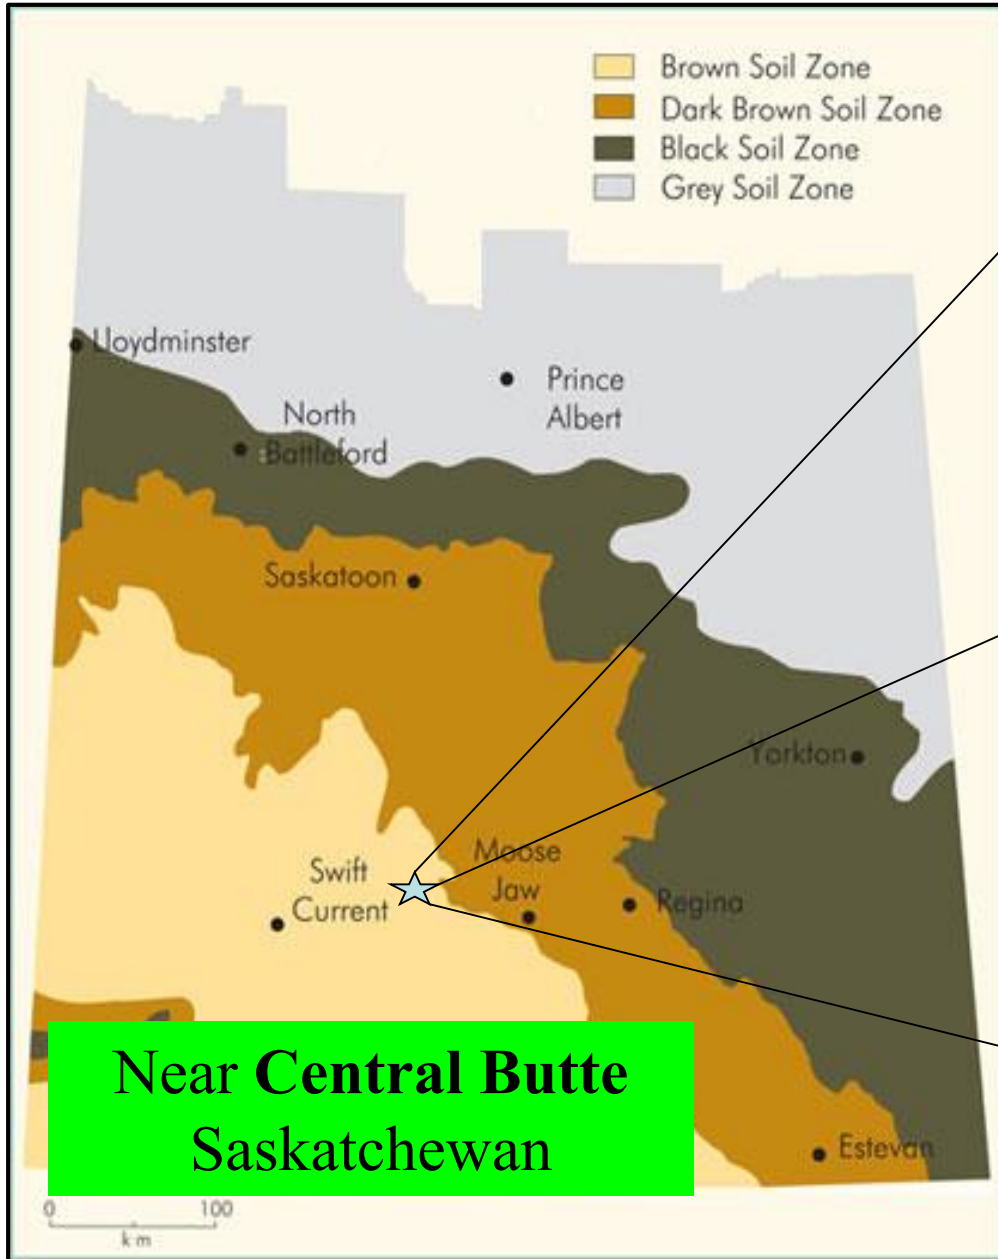 Brown Soil Zone
Dark Brown Soil Zone
Black Soil Zone
Grey Soil Zone
Lloydminster
Prince
Albert
North
Battleford
Saskatoon
Yorkton
Swift
Current
Moose
Jaw
Regina
Near Central Butte
Saskatchewan
Estevan
0 100
km